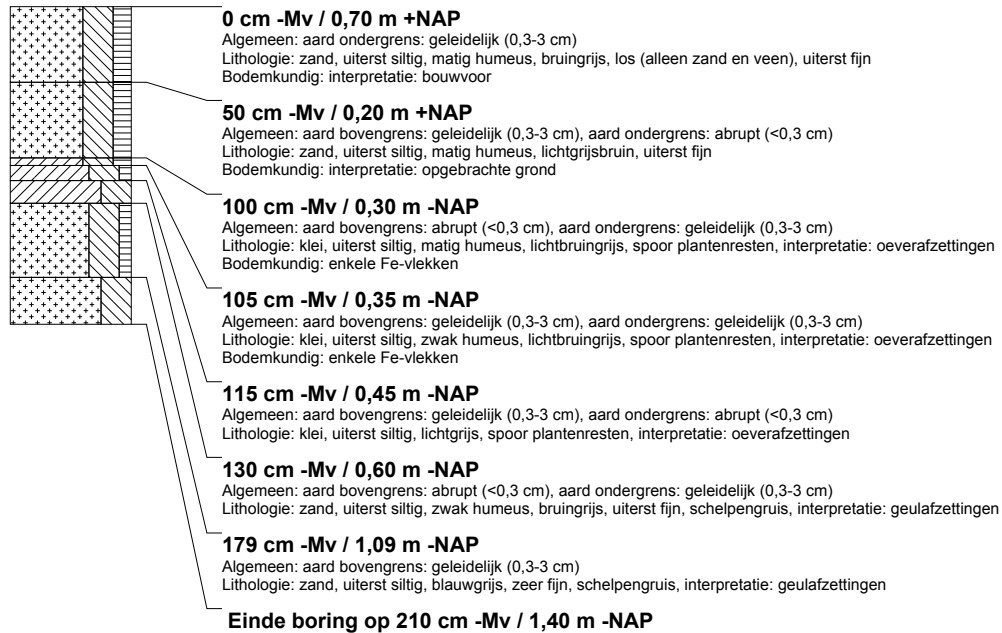 0 cm -Mv / 0,70 m +NAP
Algemeen: aard ondergrens: geleidelijk (0,3-3 cm)
Lithologie: zand, uiterst siltig, matig humeus, bruingrijs, los (alleen zand en veen), uiterst fijn
Bodemkundig: interpretatie: bouwvoor
50 cm -Mv / 0,20 m +NAP
Algemeen: aard bovengrens: geleidelijk (0,3-3 cm), aard ondergrens: abrupt (<0,3 cm)
Lithologie: zand, uiterst siltig, matig humeus, lichtgrijsbruin, uiterst fijn
Bodemkundig: interpretatie: opgebrachte grond
100 cm -Mv / 0,30 m -NAP
Algemeen: aard bovengrens: abrupt (<0,3 cm), aard ondergrens: geleidelijk (0,3-3 cm)
Lithologie: klei, uiterst siltig, matig humeus, lichtbruingrijs, spoor plantenresten, interpretatie: oeverafzettingen
Bodemkundig: enkele Fe-vlekken
105 cm -Mv / 0,35 m -NAP
Algemeen: aard bovengrens: geleidelijk (0,3-3 cm), aard ondergrens: geleidelijk (0,3-3 cm)
Lithologie: klei, uiterst siltig, zwak humeus, lichtbruingrijs, spoor plantenresten, interpretatie: oeverafzettingen
Bodemkundig: enkele Fe-vlekken
115 cm -Mv / 0,45 m -NAP
Algemeen: aard bovengrens: geleidelijk (0,3-3 cm), aard ondergrens: abrupt (<0,3 cm)
Lithologie: klei, uiterst siltig, lichtgrijs, spoor plantenresten, interpretatie: oeverafzettingen
130 cm -Mv / 0,60 m -NAP
Algemeen: aard bovengrens: abrupt (<0,3 cm), aard ondergrens: geleidelijk (0,3-3 cm)
Lithologie: zand, uiterst siltig, zwak humeus, bruingrijs, uiterst fijn, schelpengruis, interpretatie: geulafzettingen
179 cm -Mv / 1,09 m -NAP
Algemeen: aard bovengrens: geleidelijk (0,3-3 cm)
Lithologie: zand, uiterst siltig, blauwgrijs, zeer fijn, schelpengruis, interpretatie: geulafzettingen
Einde boring op 210 cm -Mv / 1,40 m -NAP